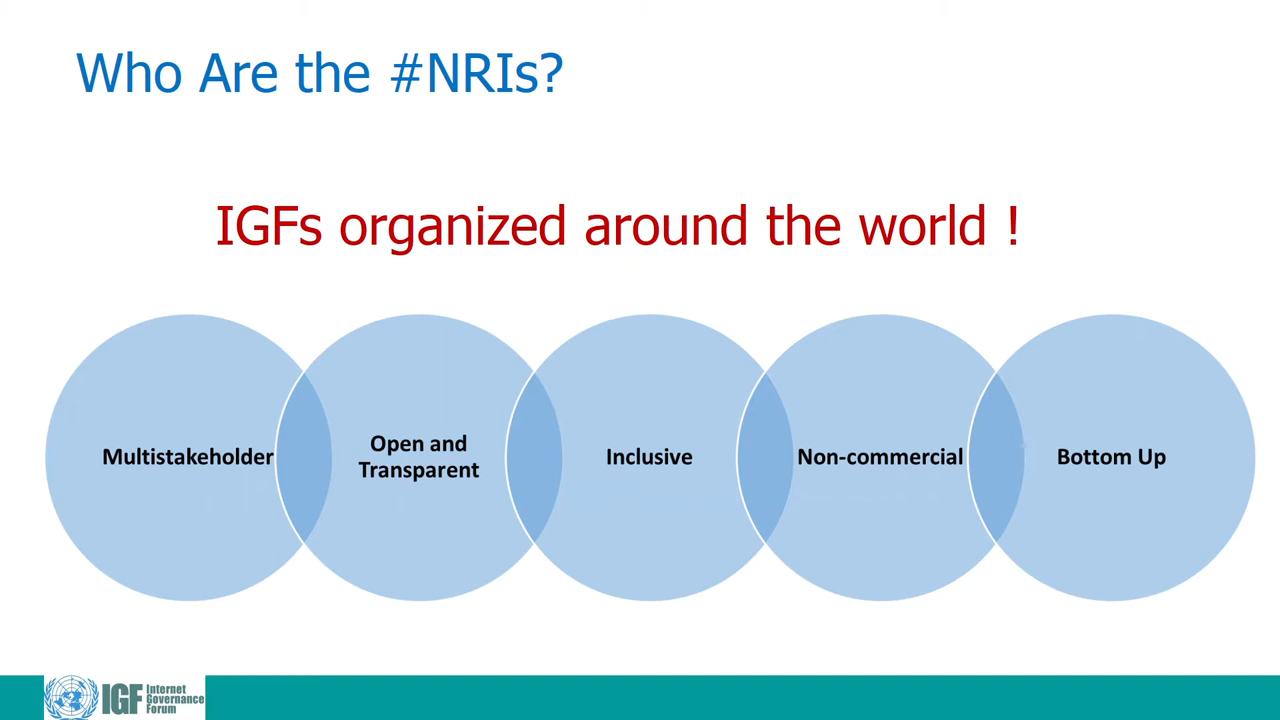 Who Are the #NRIs?
IGFs organized around the world !
Multistakeholder
Open and
Transparent
Inclusive
Non-commercial
Bottom Up
IGF
Internet
Governance
Forum